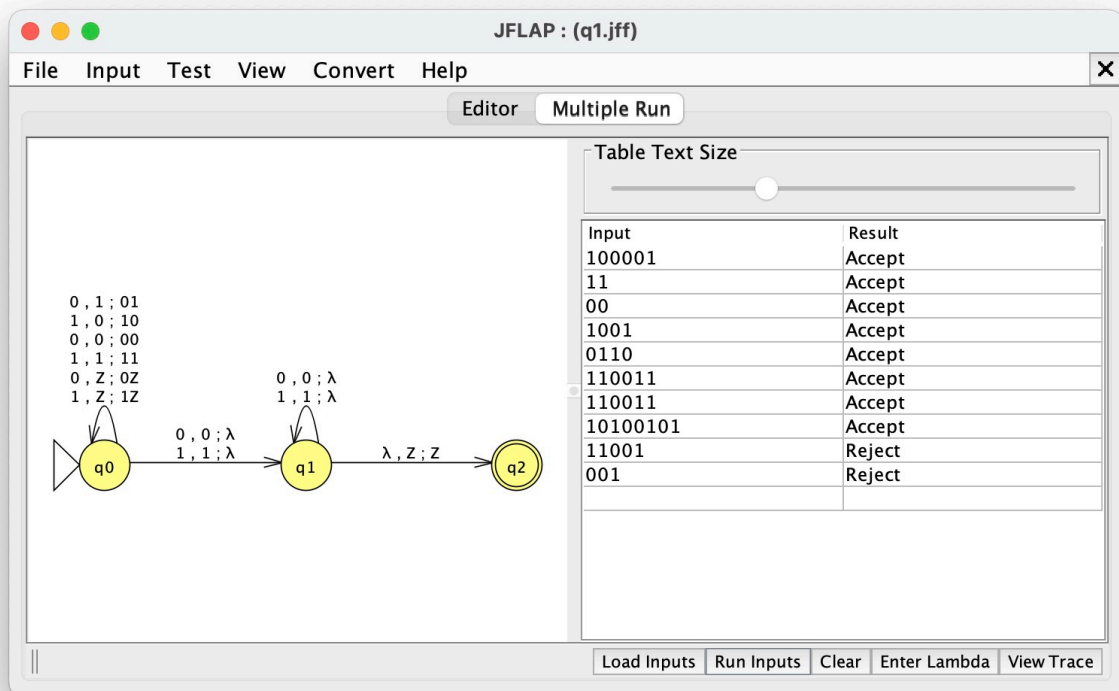 JFLAP : (q1.jff)
File Input Test View Convert Help
Editor Multiple Run
Table Text Size
Input Result
100001 Accept
11 Accept
00 Accept
1001 Accept
0110 Accept
110011 Accept
110011 Accept
10100101 Accept
11001 Reject
001 Reject
0 , 1 ; 01
1 , 0 ; 10
0 , 0 ; 00
1 , 1 ; 11
0 , Z ; 0Z
1 , Z ; 1Z
0 , 0 ; λ
1 , 1 ; λ
0 , 0 ; λ
1 , 1 ; λ
λ , Z ; Z
q0
q1
q2
Load Inputs Run Inputs Clear Enter Lambda View Trace